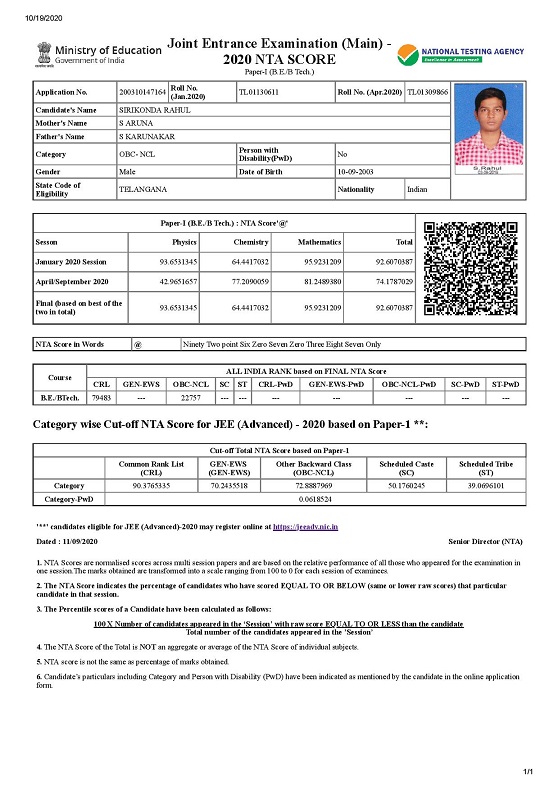 10/19/2020
Ministry of Education
Government of India
Joint Entrance Examination (Main) -
2020 NTA SCORE
Paper-I (B.E./B Tech.)
NATIONAL TESTING AGENCY
Excellence in Assessment
Application No. 200310147164 Roll No. (Jan.2020) TL01130611 Roll No. (Apr.2020) TL01309866
Candidate's Name SIRIKONDA RAHUL
Mother's Name S ARUNA
Father's Name S KARUNAKAR
Category OBC- NCL Person with Disability(PwD) No
Gender Male Date of Birth 10-09-2003
State Code of Eligibility TELANGANA Nationality Indian
S.Rahul
Paper-I (B.E./B Tech.) : NTA Score'@'
Sesson Physics Chemistry Mathematics Total
January 2020 Session 93.6531345 64.4417032 95.9231209 92.6070387
April/September 2020 42.9651657 77.2090059 81.2489380 74.1787029
Final (based on best of the two in total) 93.6531345 64.4417032 95.9231209 92.6070387
NTA Score in Words @ Ninety Two point Six Zero Seven Zero Three Eight Seven Only
Course ALL INDIA RANK based on FINAL NTA Score
CRL GEN-EWS OBC-NCL SC ST CRL-PwD GEN-EWS-PwD OBC-NCL-PwD SC-PwD ST-PwD
B.E./BTech. 79483 --- 22757 --- --- --- --- --- --- ---
Category wise Cut-off NTA Score for JEE (Advanced) - 2020 based on Paper-1 **:
Cut-off Total NTA Score based on Paper-1
Common Rank List (CRL) GEN-EWS (GEN-EWS) Other Backward Class (OBC-NCL) Scheduled Caste (SC) Scheduled Tribe (ST)
Category 90.3765335 70.2435518 72.8887969 50.1760245 39.0696101
Category-PwD 0.0618524
'**' candidates eligible for JEE (Advanced)-2020 may register online at https://jeeadv.nic.in
Dated : 11/09/2020 Senior Director (NTA)
1. NTA Scores are normalised scores across multi session papers and are based on the relative performance of all those who appeared for the examination in
one session.The marks obtained are transformed into a scale ranging from 100 to 0 for each session of examinees.
2. The NTA Score indicates the percentage of candidates who have scored EQUAL TO OR BELOW (same or lower raw scores) that particular
candidate in that session.
3. The Percentile scores of a Candidate have been calculated as follows:
100 X Number of candidates appeared in the 'Session' with raw score EQUAL TO OR LESS than the candidate
Total number of the candidates appeared in the 'Session'
4. The NTA Score of the Total is NOT an aggregate or average of the NTA Score of individual subjects.
5. NTA score is not the same as percentage of marks obtained.
6. Candidate's particulars including Category and Person with Disability (PwD) have been indicated as mentioned by the candidate in the online application
form.
1/1